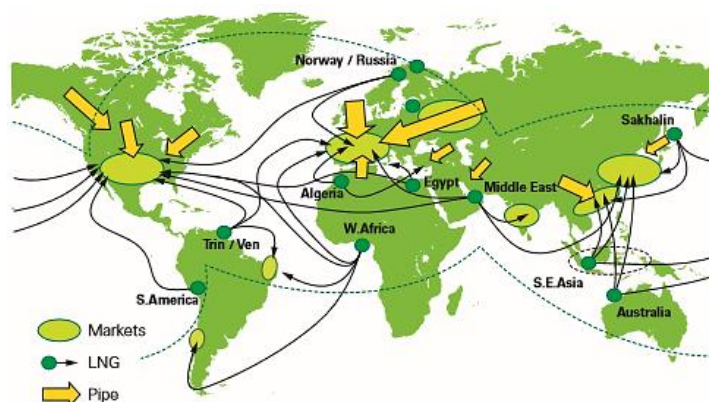 Norway / Russia
Sakhalin
Algeria
Egypt
Middle East
W.Africa
Trin / Ven
S.E.Asia
S.America
Australia
Markets
LNG
Pipe